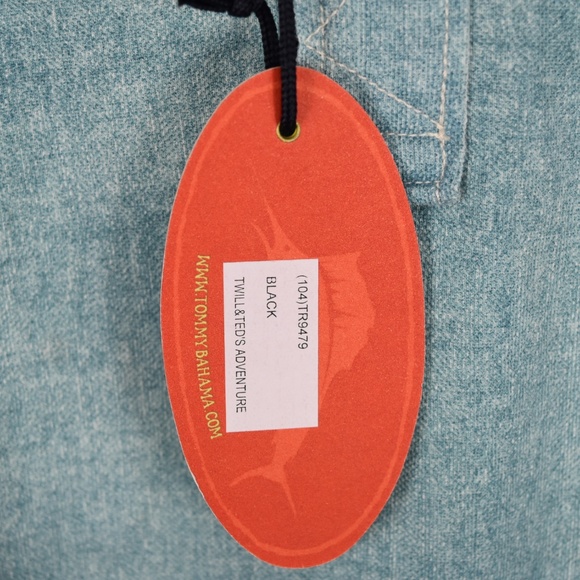 (104)TR9479
BLACK
TWILL&TED'S ADVENTURE
WWW.TOMMYBAHAMA.COM